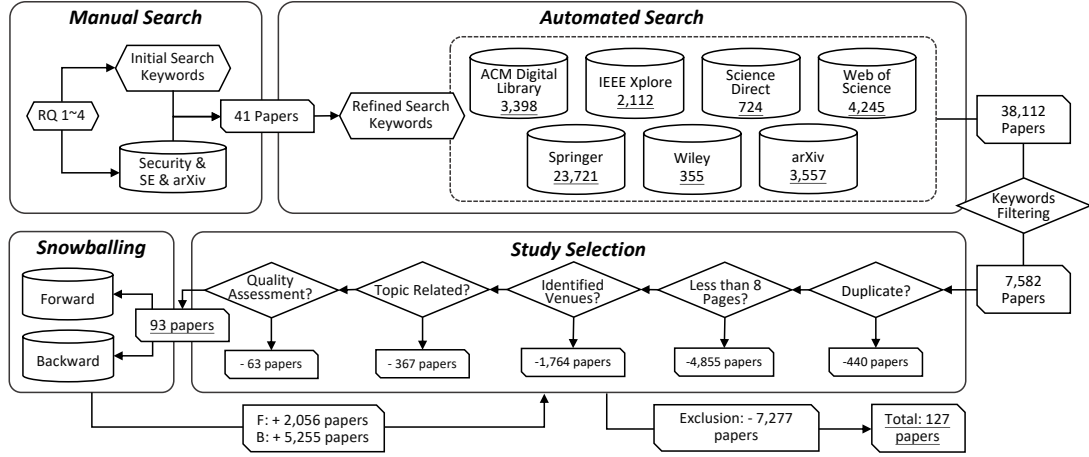 Manual Search
Initial Search
Keywords
RQ 1~4
Security &
SE & arXiv
41 Papers
Automated Search
Refined Search
Keywords
ACM Digital
Library
3,398
IEEE Xplore
2,112
Science
Direct
724
Web of
Science
4,245
Springer
23,721
Wiley
355
arXiv
3,557
38,112
Papers
Keywords
Filtering
7,582
Papers
Snowballing
Forward
Backward
93 papers
Study Selection
Quality
Assessment?
Topic Related?
Identified
Venues?
Less than 8
Pages?
Duplicate?
- 63 papers
- 367 papers
-1,764 papers
-4,855 papers
-440 papers
F: + 2,056 papers
B: + 5,255 papers
Exclusion: - 7,277
papers
Total: 127
papers